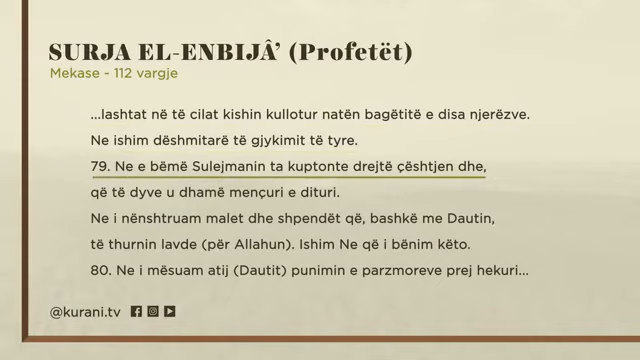 SURJA EL-ENBIJÂ’ (Profetët)
Mekase - 112 vargje
...lashtat në të cilat kishin kullotur natën bagëtitë e disa njerëzve.
Ne ishim dëshmitarë të gjykimit të tyre.
79. Ne e bëmë Sulejmanin ta kuptonte drejtë çështjen dhe,
që të dyve u dhamë mençuri e dituri.
Ne i nënshtruam malet dhe shpendët që, bashkë me Dautin,
të thurnin lavde (për Allahun). Ishim Ne që i bënim këto.
80. Ne i mësuam atij (Dautit) punimin e parzmoreve prej hekuri...
@kurani.tv